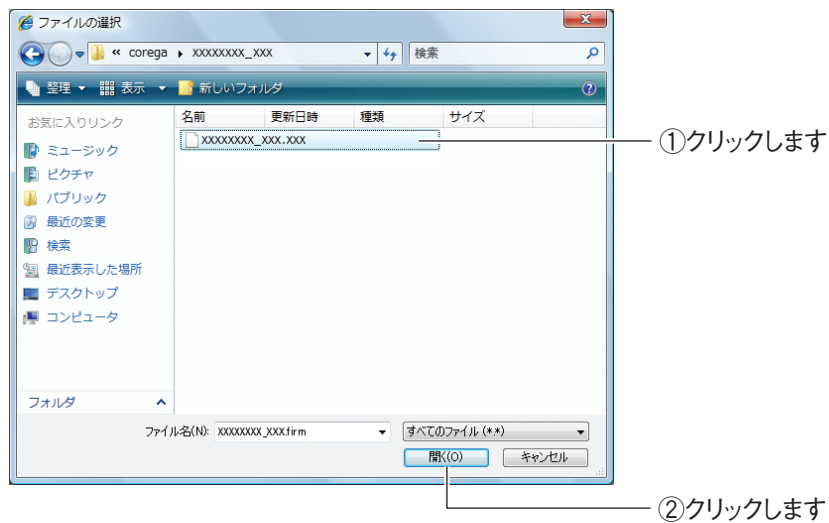 ファイルの選択
« corega ▸ XXXXXXXX_XXX
検索
整理 表示 新しいフォルダ
お気に入りリンク
ミュージック
ピクチャ
パブリック
最近の変更
検索
最近表示した場所
デスクトップ
コンピュータ
フォルダ
名前 更新日時 種類 サイズ
XXXXXXXX_XXX.XXX
①クリックします
ファイル名(N): XXXXXXXX_XXX.firm
すべてのファイル (*.*)
開く(O) キャンセル
②クリックします